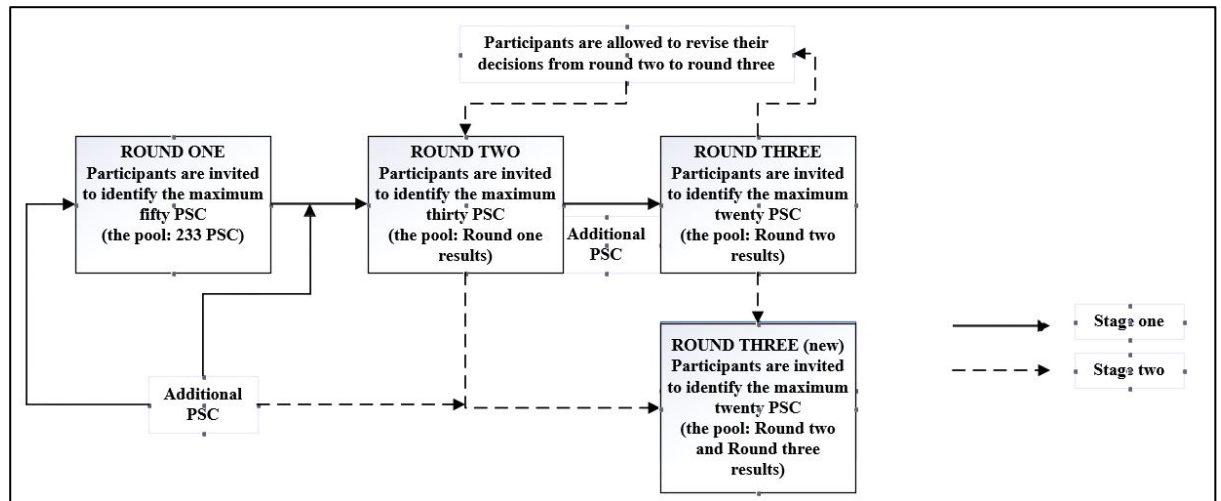 Participants are allowed to revise their
decisions from round two to round three
ROUND ONE
Participants are invited
to identify the maximum
fifty PSC
(the pool: 233 PSC)
ROUND TWO
Participants are invited
to identify the maximum
thirty PSC
(the pool: Round one
results)
Additional
PSC
ROUND THREE
Participants are invited
to identify the maximum
twenty PSC
(the pool: Round two
results)
Additional
PSC
ROUND THREE (new)
Participants are invited
to identify the maximum
twenty PSC
(the pool: Round two
and Round three
results)
Stage one
Stage two